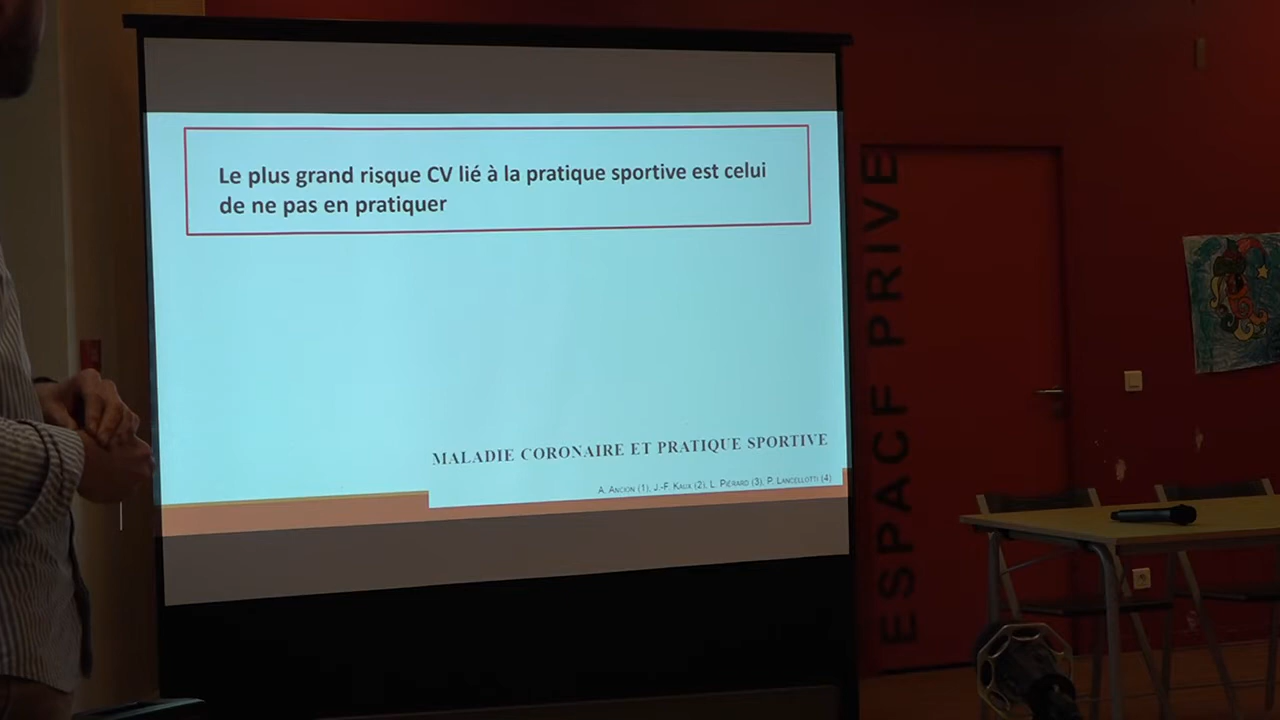 Le plus grand risque CV lié à la pratique sportive est celui
de ne pas en pratiquer
MALADIE CORONAIRE ET PRATIQUE SPORTIVE
A. Ancion (1), J.-F. Kaux (2), L. Piérard (3), P. Lancellotti (4)
ESPACE PRIVE